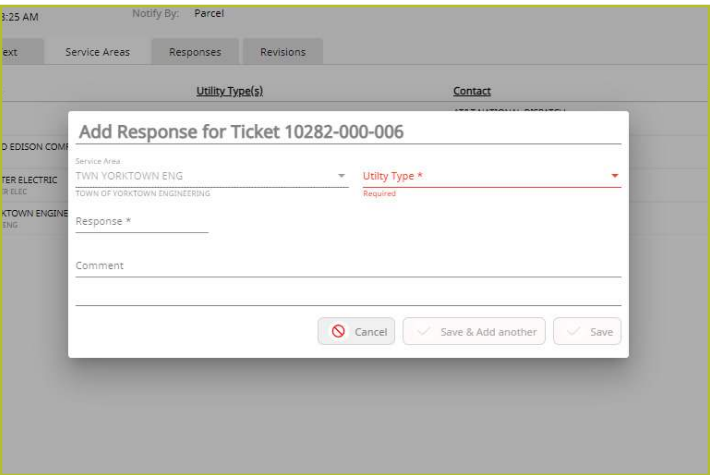 3:25 AM Notify By: Parcel
ext Service Areas Responses Revisions
Utility Type(s) Contact
Add Response for Ticket 10282-000-006
Service Area
TWN YORKTOWN ENG Utilty Type *
TOWN OF YORKTOWN ENGINEERING Required
Response *
Comment
Cancel Save & Add another Save
D EDISON COMP
TER ELECTRIC
R ELEC
KTOWN ENGINE
ING